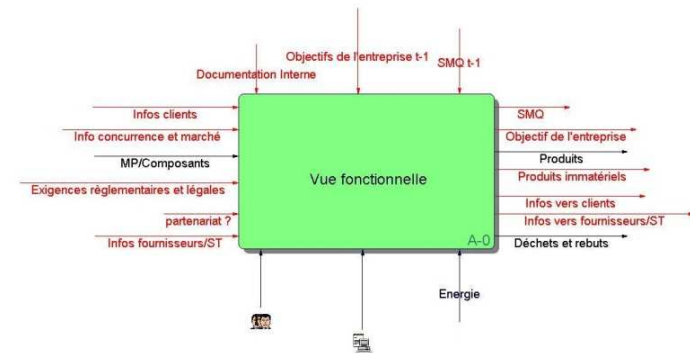 Objectifs de l'entreprise t-1
SMQ t-1
Documentation Interne
Infos clients
SMQ
Info concurrence et marché
Objectif de l'entreprise
MP/Composants
Produits
Vue fonctionnelle
Produits immatériels
Exigences règlementaires et légales
Infos vers clients
partenariat ?
Infos vers fournisseurs/ST
Infos fournisseurs/ST
A-0
Déchets et rebuts
Energie